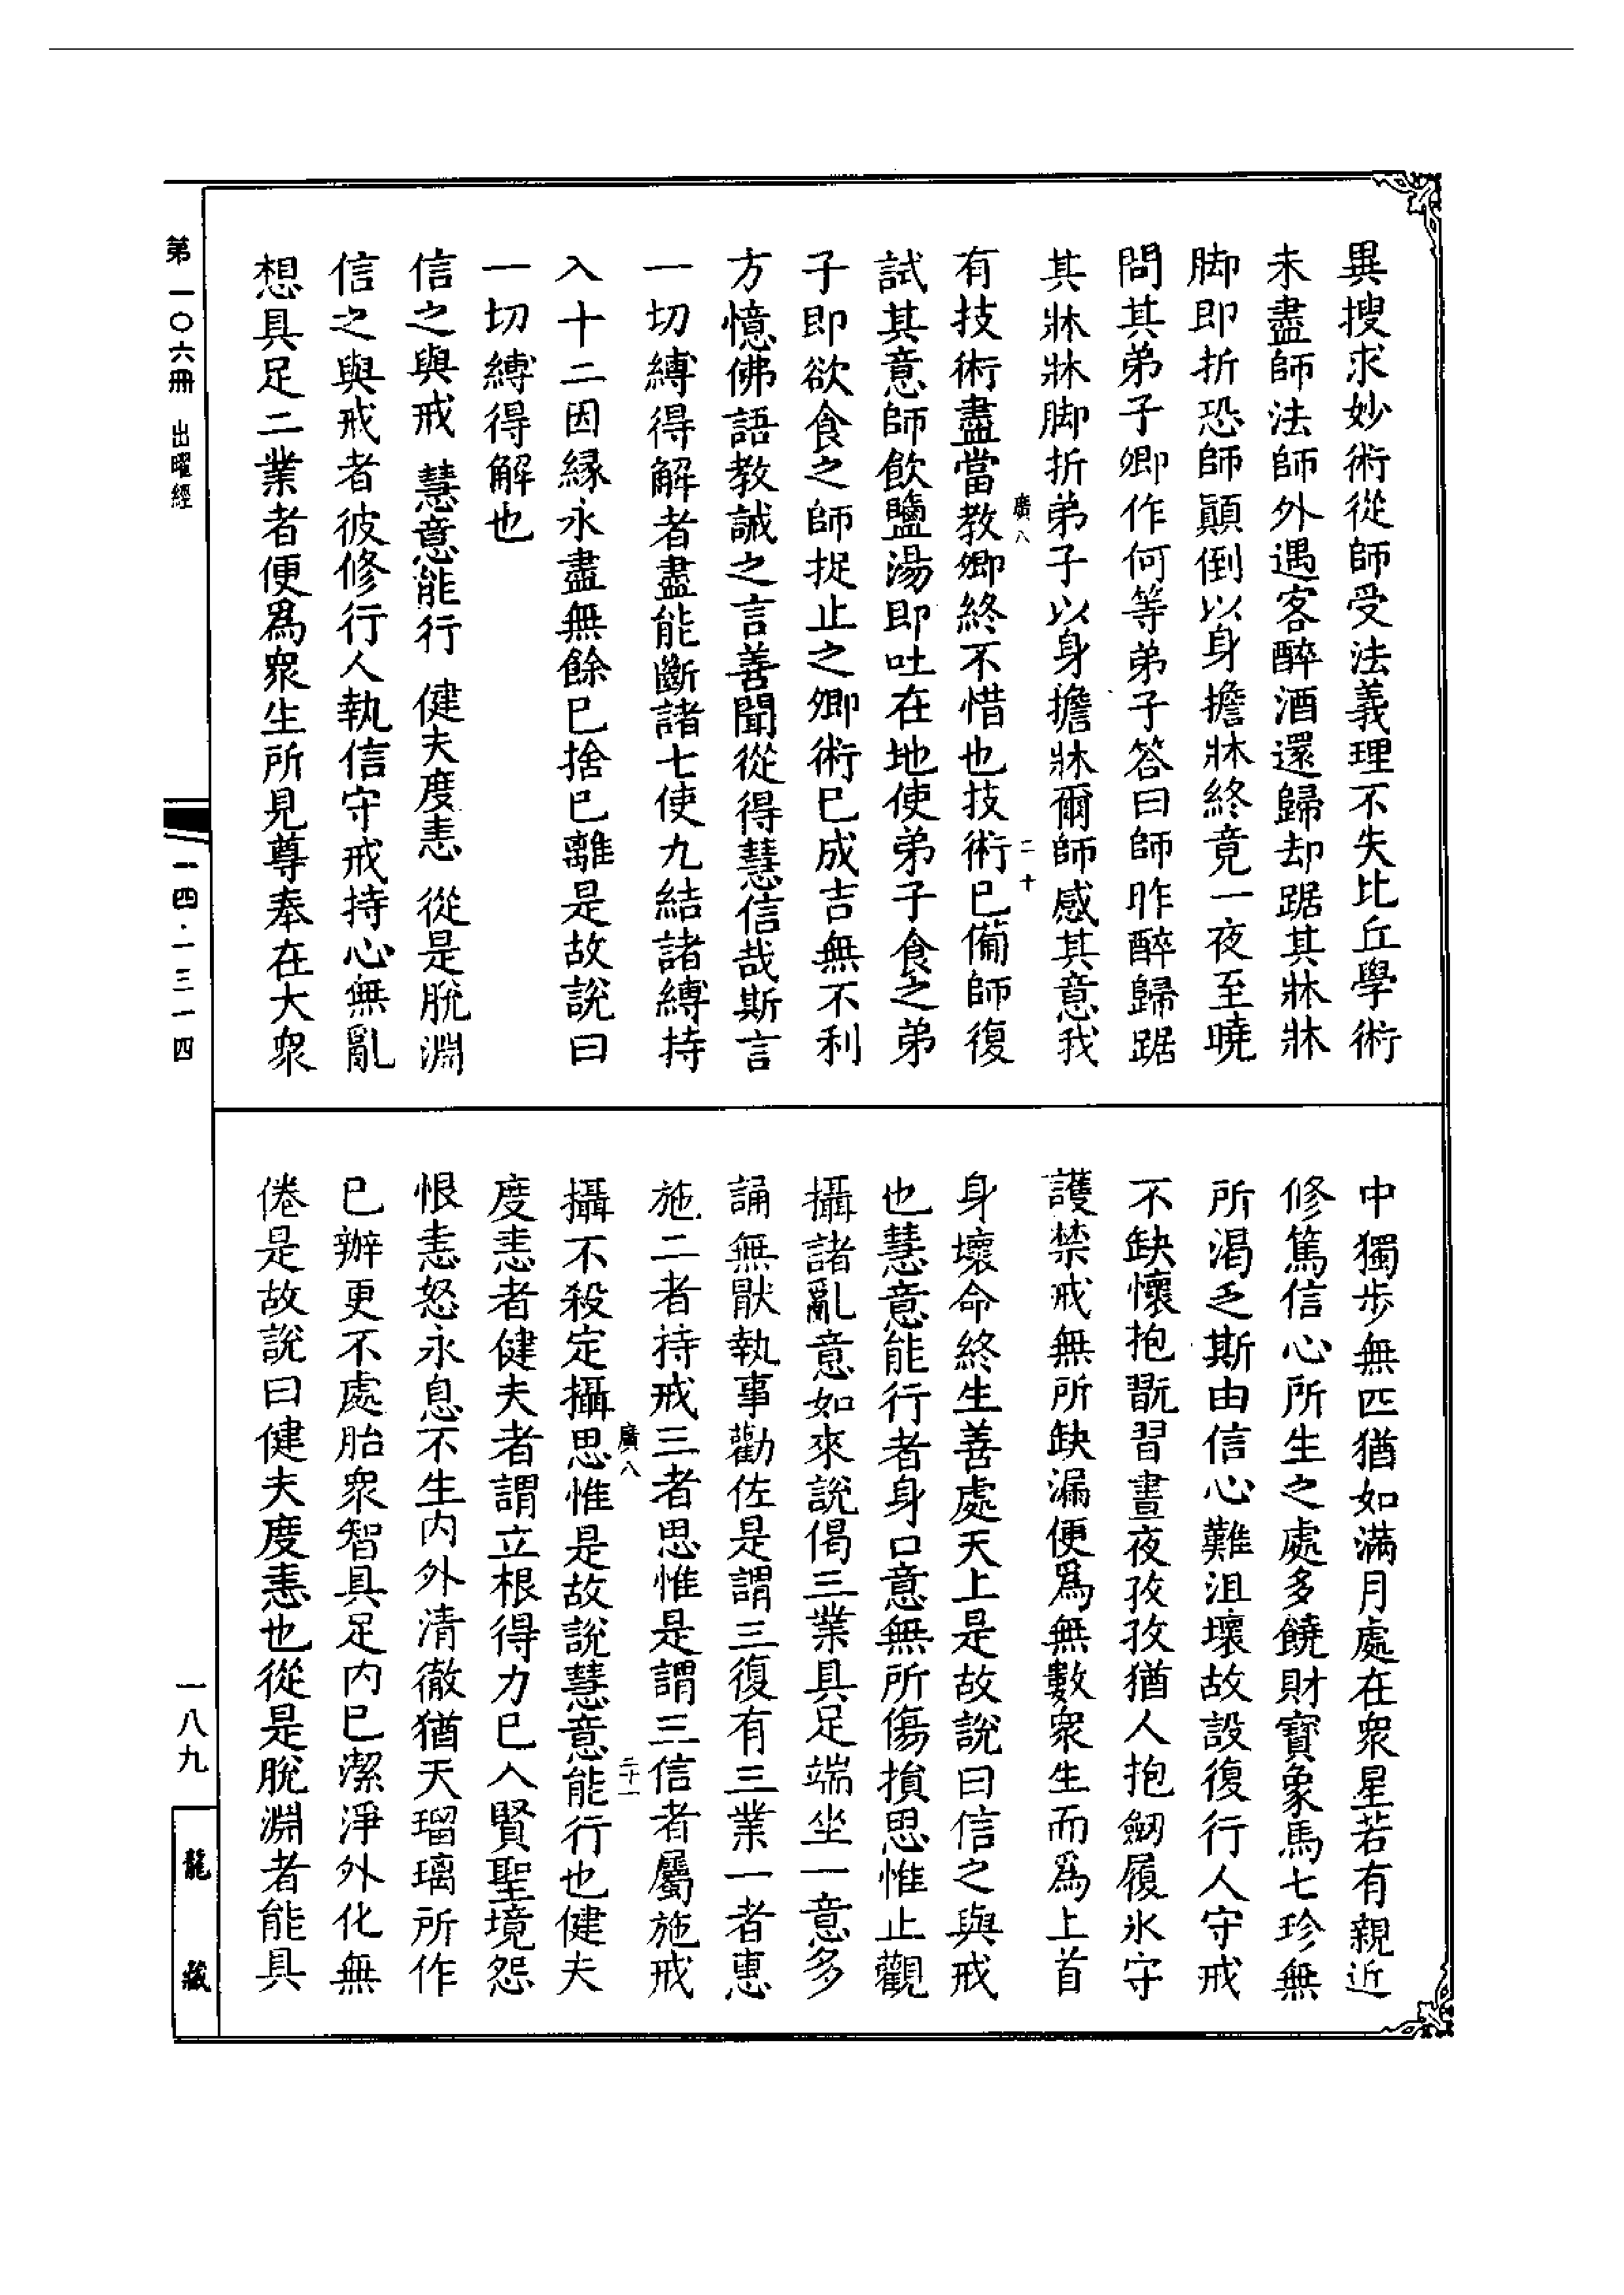 異搜求妙術從師受法義理不失比丘學術
未盡師法師外遇客醉酒還歸却踞其牀牀
脚即折恐師顛倒以身擔牀終竟一夜至曉
問其弟子卿作何等弟子答曰師昨醉歸踞
其牀牀脚折弟子以身擔牀爾師感其意我
廣八 二十
有技術盡當教卿終不惜也技術已備師復
試其意師飲鹽湯即吐在地使弟子食之弟
子即欲食之師捉止之卿術已成吉無不利
方憶佛語教誡之言善聞從得慧信哉斯言
一切縛得解者盡能斷諸七使九結諸縛持
入十二因緣永盡無餘已捨已離是故說曰
一切縛得解也
信之與戒 慧意能行 健夫度恚 從是脫淵
信之與戒者彼修行人執信守戒持心無亂
想具足二業者便爲衆生所見尊奉在大衆
中獨步無匹猶如滿月處在衆星若有親近
修篤信心所生之處多饒財寶象馬七珍無
所渴乏斯由信心難沮壞故設復行人守戒
不缺懷抱翫習晝夜孜孜猶人抱劒履氷守
護禁戒無所缺漏便爲無數衆生而爲上首
身壞命終生善處天上是故說曰信之與戒
也慧意能行者身口意無所傷損思惟止觀
攝諸亂意如來說偈三業具足端坐一意多
誦無厭執事勸佐是謂三復有三業一者惠
施二者持戒三者思惟是謂三信者屬施戒
廣八 二十一
攝不殺定攝思惟是故說慧意能行也健夫
度恚者健夫者謂立根得力已入賢聖境怨
恨恚怒永息不生內外清徹猶天瑠璃所作
已辦更不處胎衆智具足內已潔淨外化無
倦是故說曰健夫度恚也從是脫淵者能具
第一〇六冊 出曜經
一四·一三一四
一八九
龍藏